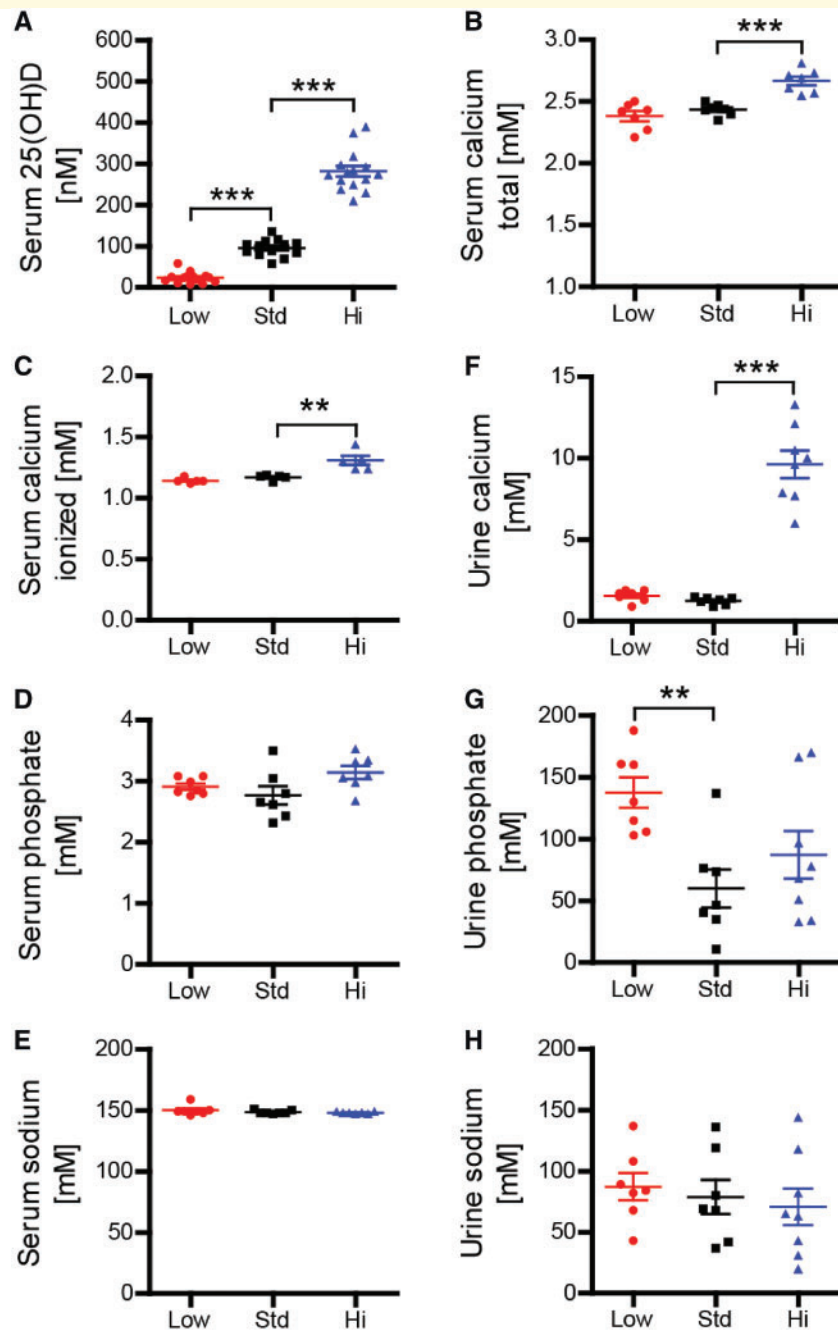 A
Serum 25(OH)D
[nM]
600
500
400
300
200
100
0
***
***
Low Std Hi
B
Serum calcium
total [mM]
3.0
2.5
2.0
1.5
1.0
***
Low Std Hi
C
Serum calcium
ionized [mM]
2.0
1.5
1.0
0.5
0.0
**
Low Std Hi
F
Urine calcium
[mM]
15
10
5
0
***
Low Std Hi
D
Serum phosphate
[mM]
4
3
2
1
0
Low Std Hi
G
Urine phosphate
[mM]
200
150
100
50
0
**
Low Std Hi
E
Serum sodium
[mM]
200
150
100
50
0
Low Std Hi
H
Urine sodium
[mM]
200
150
100
50
0
Low Std Hi